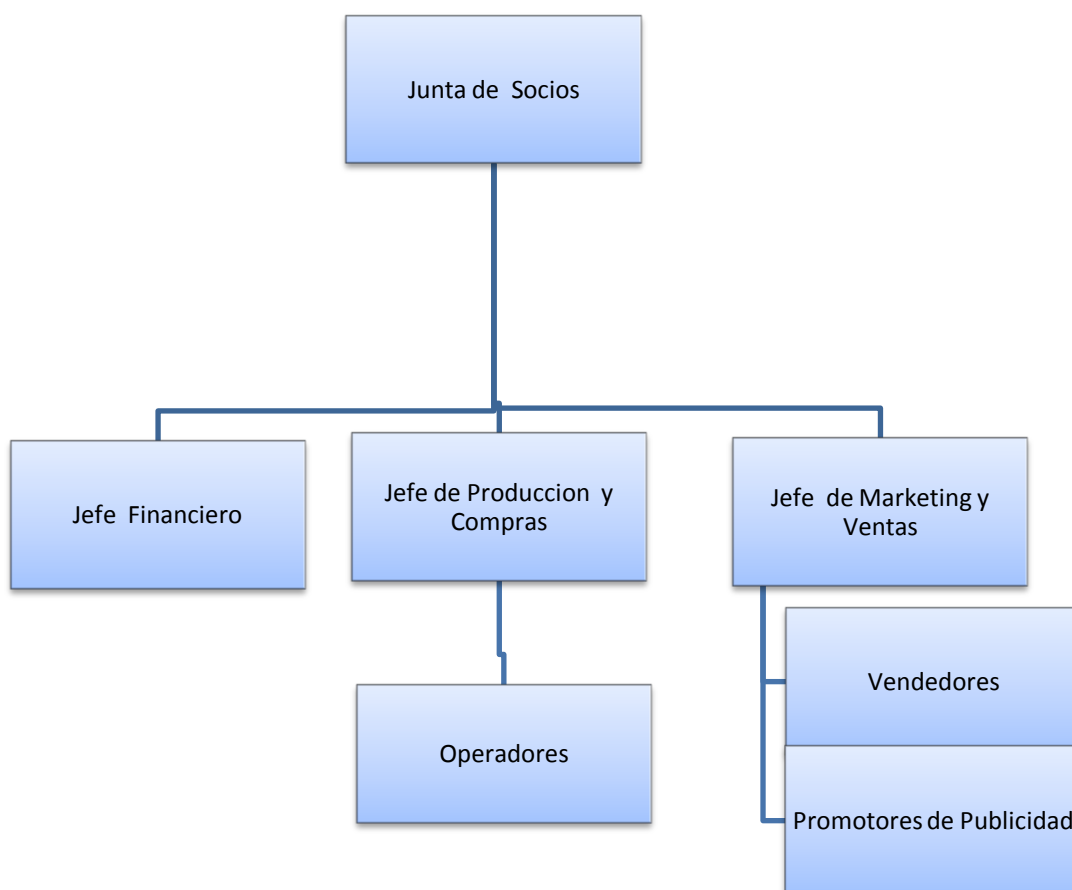 Junta de  Socios
Jefe  Financiero
Jefe de Produccion  y
Compras
Jefe  de Marketing y
Ventas
Vendedores
Operadores
Promotores de Publicidad